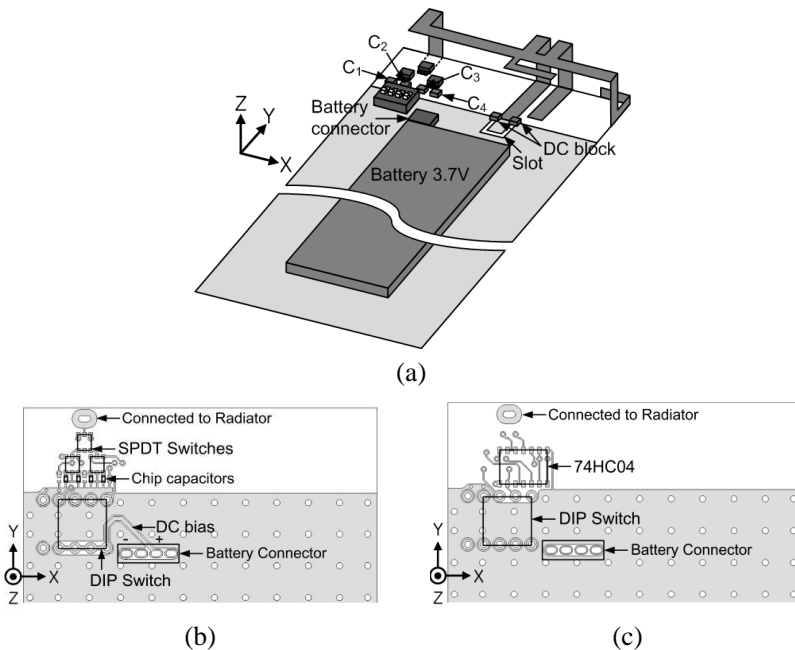 C2
C1
C3
C4
Z
Y
X
Battery
connector
DC block
Slot
Battery 3.7V
(a)
Connected to Radiator
SPDT Switches
Chip capacitors
DC bias
- +
Battery Connector
DIP Switch
Y
X
Z
(b)
Connected to Radiator
74HC04
DIP Switch
Battery Connector
Y
X
Z
(c)